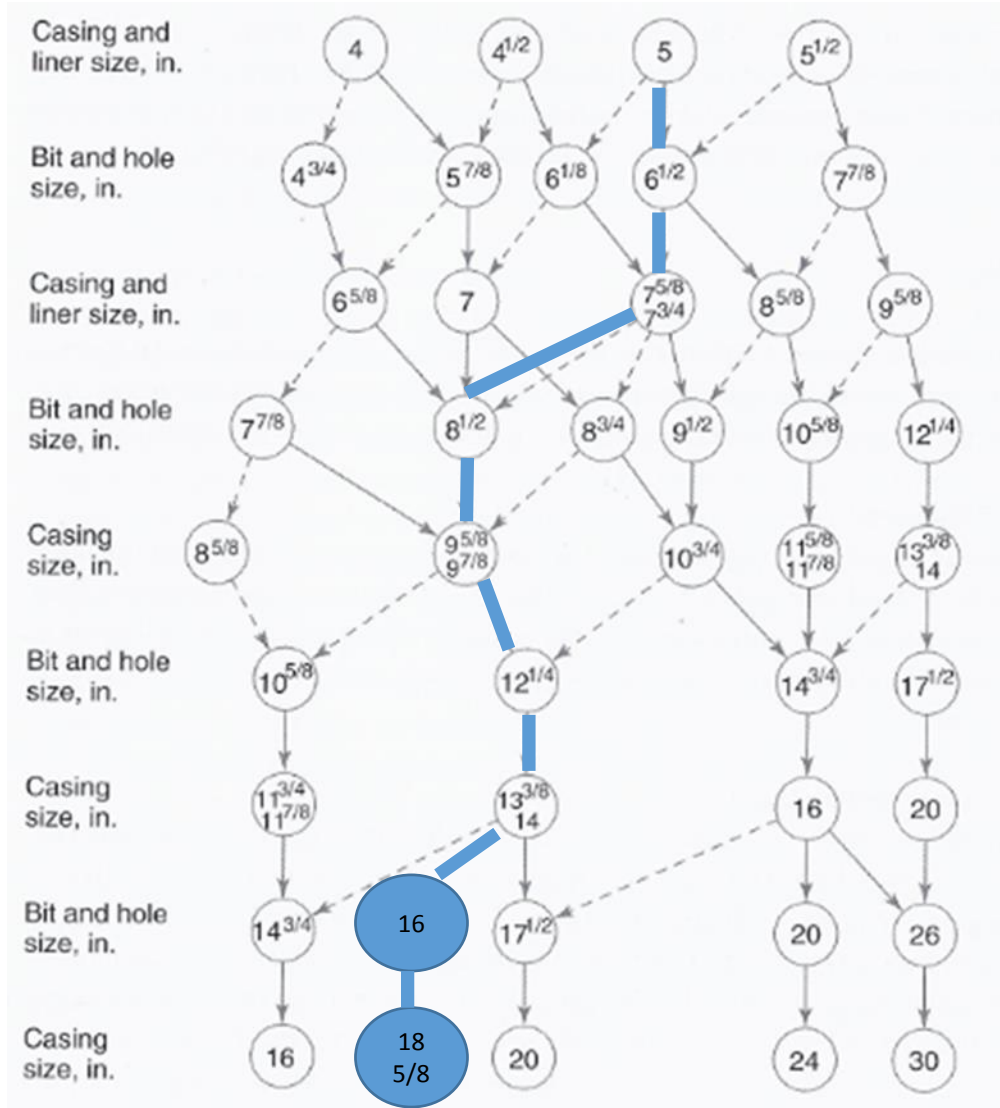 Casing and
liner size, in.
4
4 1/2
5
5 1/2
Bit and hole
size, in.
4 3/4
5 7/8
6 1/8
6 1/2
7 7/8
Casing and
liner size, in.
6 5/8
7
7 5/8
7 3/4
8 5/8
9 5/8
Bit and hole
size, in.
7 7/8
8 1/2
8 3/4
9 1/2
10 5/8
12 1/4
Casing
size, in.
8 5/8
9 5/8
9 7/8
10 3/4
11 5/8
11 7/8
13 3/8
14
Bit and hole
size, in.
10 5/8
12 1/4
14 3/4
17 1/2
Casing
size, in.
11 3/4
11 7/8
13 3/8
14
16
20
Bit and hole
size, in.
14 3/4
16
17 1/2
20
26
Casing
size, in.
16
18
5/8
20
24
30